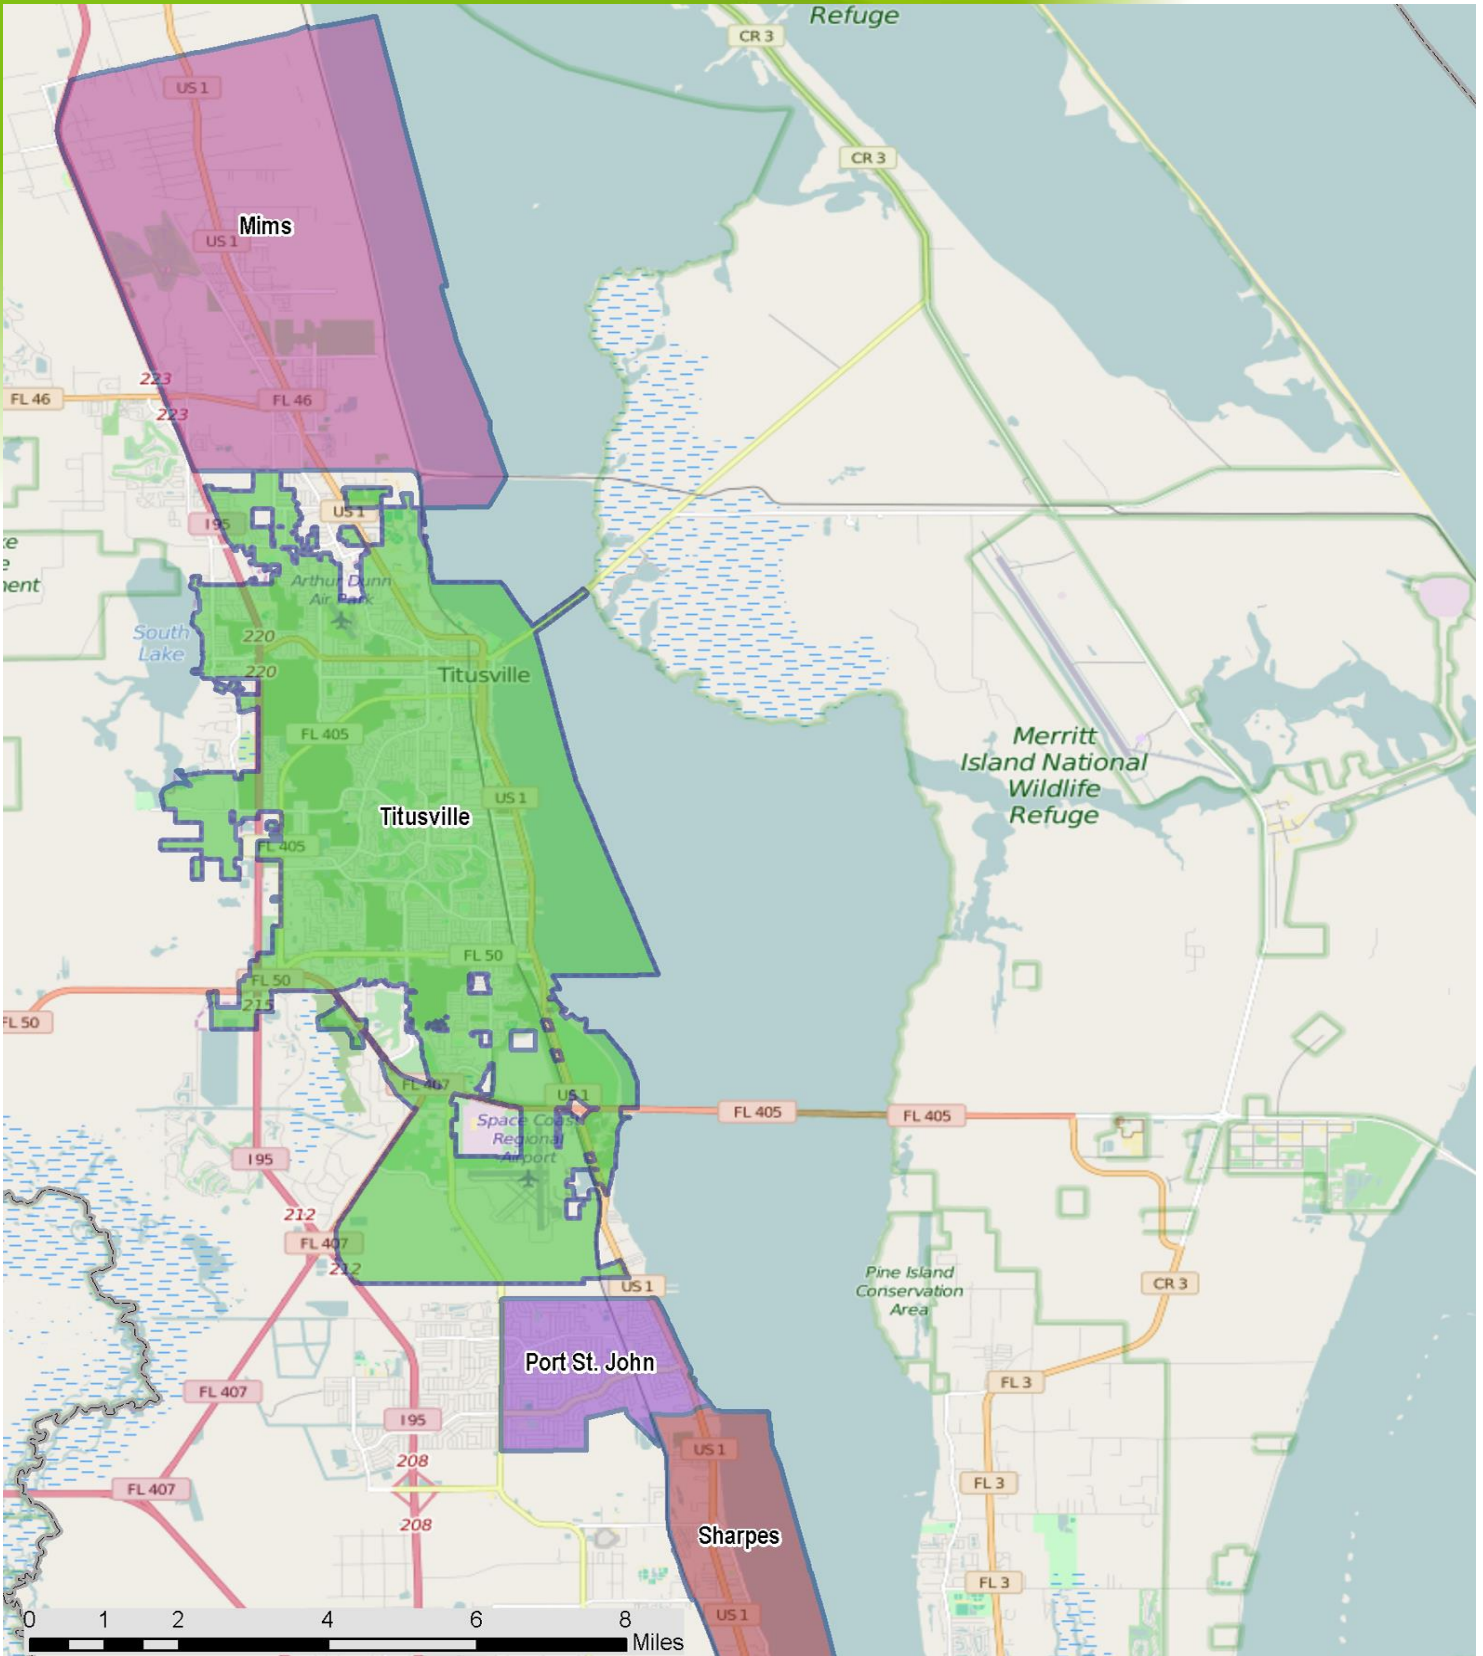 Refuge
CR 3
US 1
CR 3
Mims
US 1
223
FL 46
FL 46
223
I 95
US 1
ke
e
ment
Arthur Dunn
Air Park
South
Lake
220
220
Titusville
FL 405
Merritt
Island National
Wildlife
Refuge
US 1
Titusville
FL 405
FL 50
FL 50
215
FL 50
FL 407
US 1
FL 405
FL 405
Space Coast
Regional
Airport
I 95
212
FL 407
212
US 1
Pine Island
Conservation
Area
CR 3
Port St. John
FL 3
FL 407
I 95
US 1
208
FL 407
FL 3
208
Sharpes
FL 3
US 1
0 1 2 4 6 8
Miles